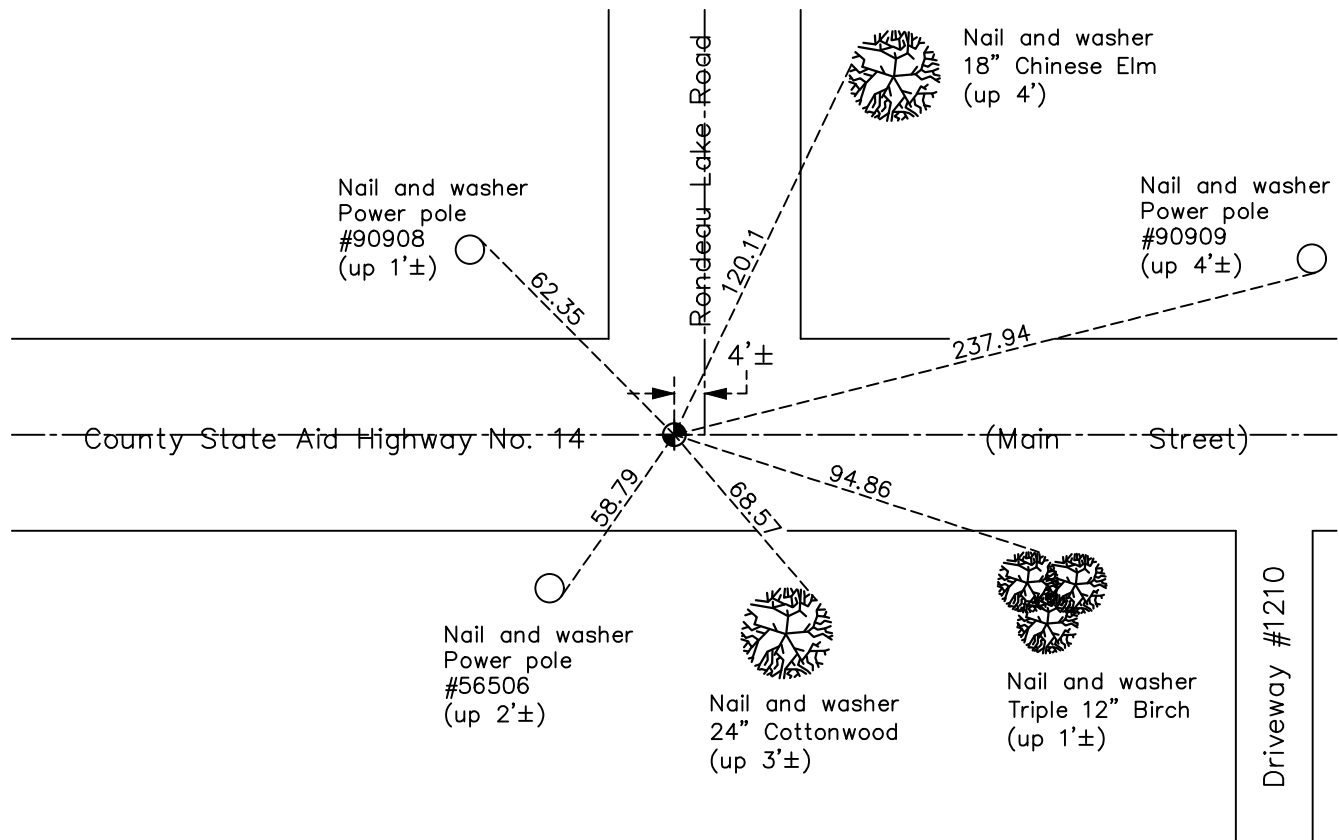 Nail and washer
18” Chinese Elm
(up 4’)
Rondeau Lake Road
Nail and washer
Power pole
#90908
(up 1’±)
Nail and washer
Power pole
#90909
(up 4’±)
62.35
120.11
237.94
4’±
County State Aid Highway No. 14
(Main Street)
58.79
68.57
94.86
Nail and washer
Power pole
#56506
(up 2’±)
Nail and washer
24” Cottonwood
(up 3’±)
Nail and washer
Triple 12” Birch
(up 1’±)
Driveway #1210